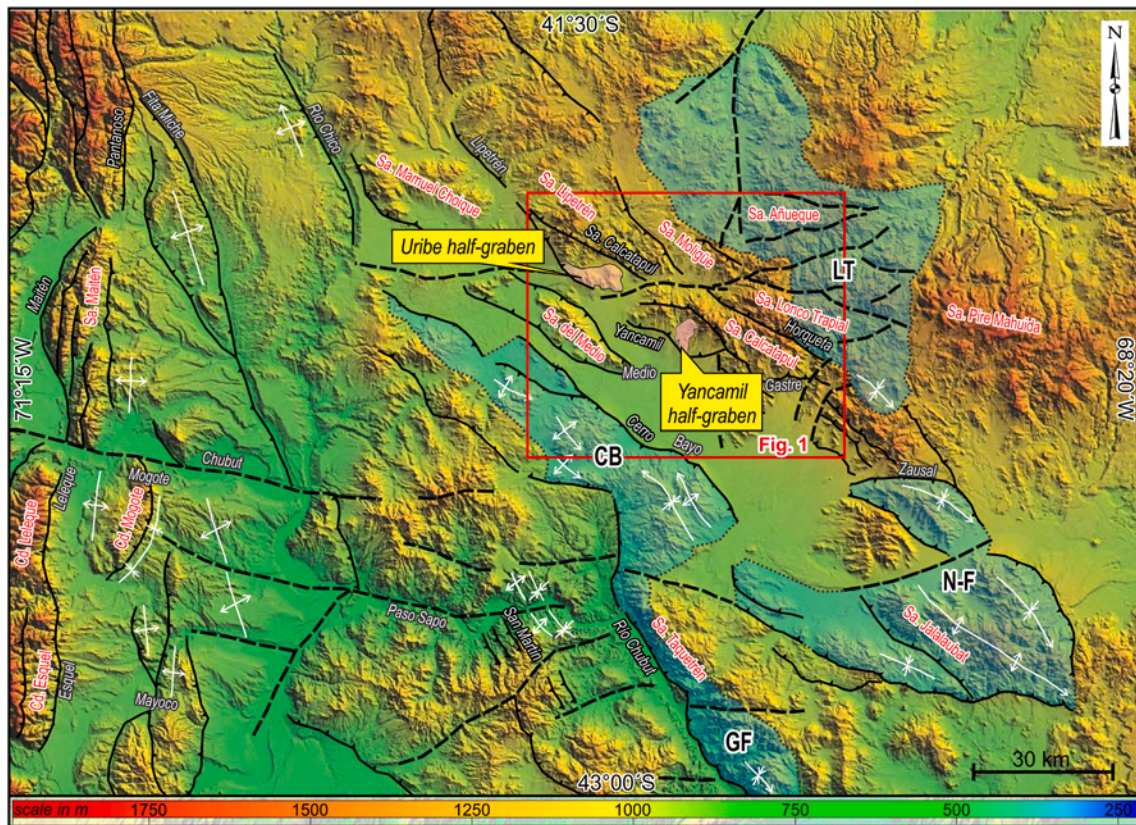 41°30´S
N
Pantanoso
Fita Miche
Río Chico
Lipetrén
Sa. Mamuel Choique
Sa. Lipetrén
Sa. Calcatapul
Sa. Moligüe
Sa. Añueque
LT
Uribe half-graben
Maitén
Sa. Maitén
Sa. del Medio
Yancamil
Medio
Sa. Lonco Trapial
Horqueta
Sa. Calcatapul
Gastre
Sa. Pire Mahuida
71°15´W
68°20´W
Yancamil
half-graben
Cerro
Bayo
Fig. 1
CB
Zausal
Chubut
Mogote
Leleque
Cd. Leleque
Cd. Mogote
N-F
Sa. Jalalaubat
Paso Sapo
San Martín
Río Chubut
Sa. Taquetrén
Cd. Esquel
Esquel
Mayoco
GF
30 km
43°00´S
scale in m
1750
1500
1250
1000
750
500
250